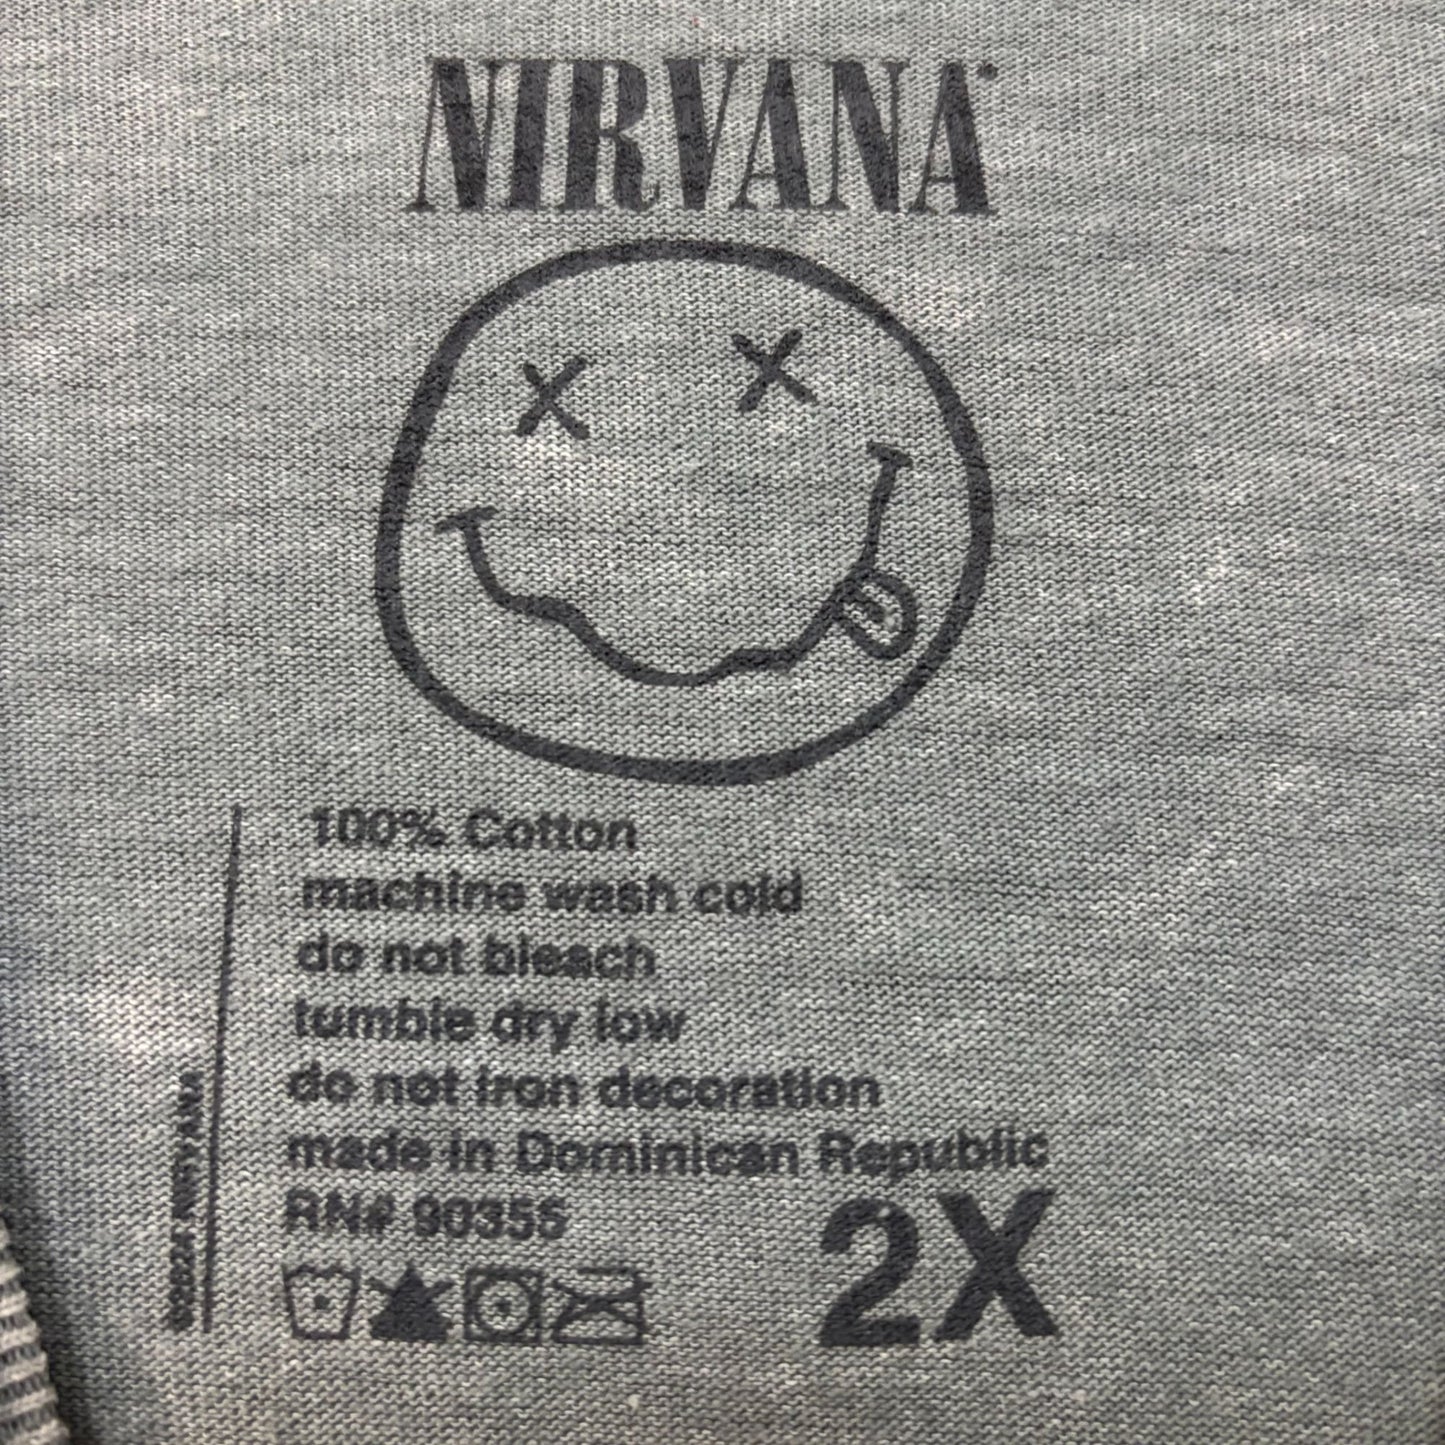 NIRVANA
100% Cotton
machine wash cold
do not bleach
tumble dry low
do not iron decoration
made in Dominican Republic
RN# 90355
2X
NIRVANA